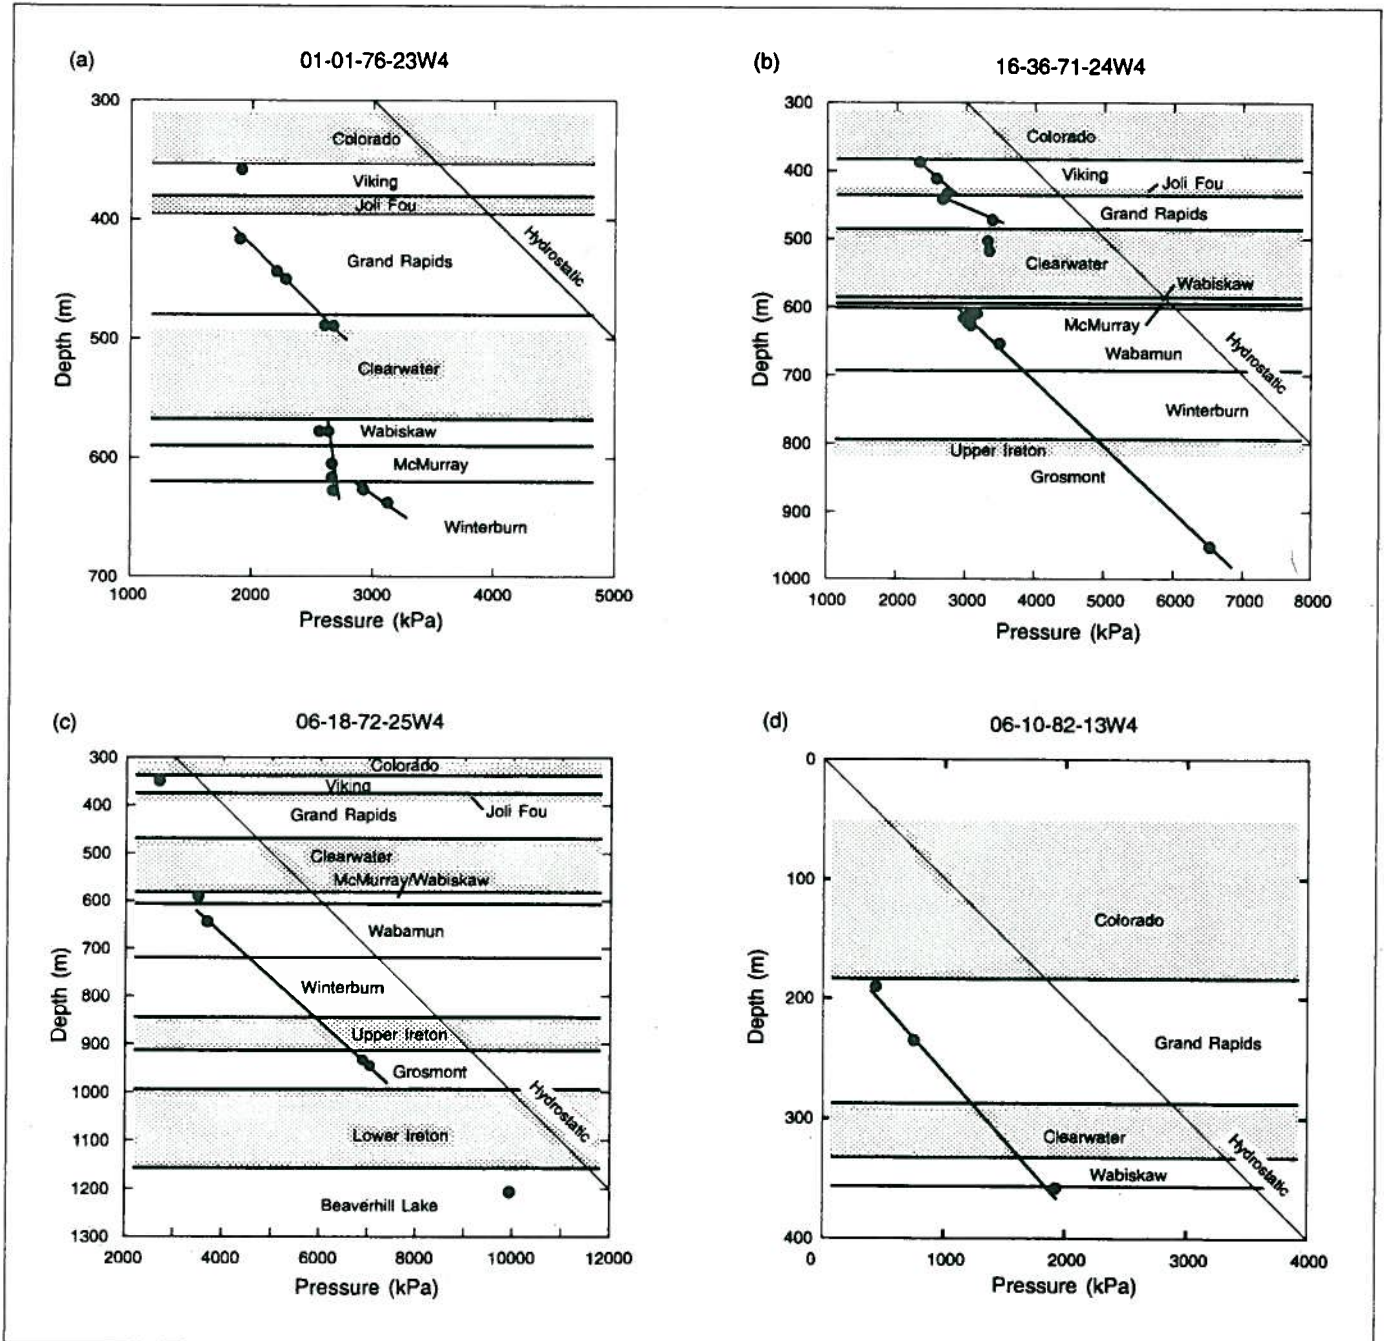 (a)
01-01-76-23W4
300
400
500
600
700
Depth (m)
Colorado
Viking
Joli Fou
Grand Rapids
Hydrostatic
Clearwater
Wabiskaw
McMurray
Winterburn
1000
2000
3000
4000
5000
Pressure (kPa)
(b)
16-36-71-24W4
300
400
500
600
700
800
900
1000
Depth (m)
Colorado
Viking
Joli Fou
Grand Rapids
Clearwater
Wabiskaw
McMurray
Wabamun
Hydrostatic
Winterburn
Upper Ireton
Grosmont
1000
2000
3000
4000
5000
6000
7000
8000
Pressure (kPa)
(c)
06-18-72-25W4
300
400
500
600
700
800
900
1000
1100
1200
1300
Depth (m)
Colorado
Viking
Joli Fou
Grand Rapids
Clearwater
McMurray/Wabiskaw
Wabamun
Winterburn
Upper Ireton
Grosmont
Hydrostatic
Lower Ireton
Beaverhill Lake
2000
4000
6000
8000
10000
12000
Pressure (kPa)
(d)
06-10-82-13W4
0
100
200
300
400
Depth (m)
Colorado
Grand Rapids
Clearwater
Hydrostatic
Wabiskaw
0
1000
2000
3000
4000
Pressure (kPa)